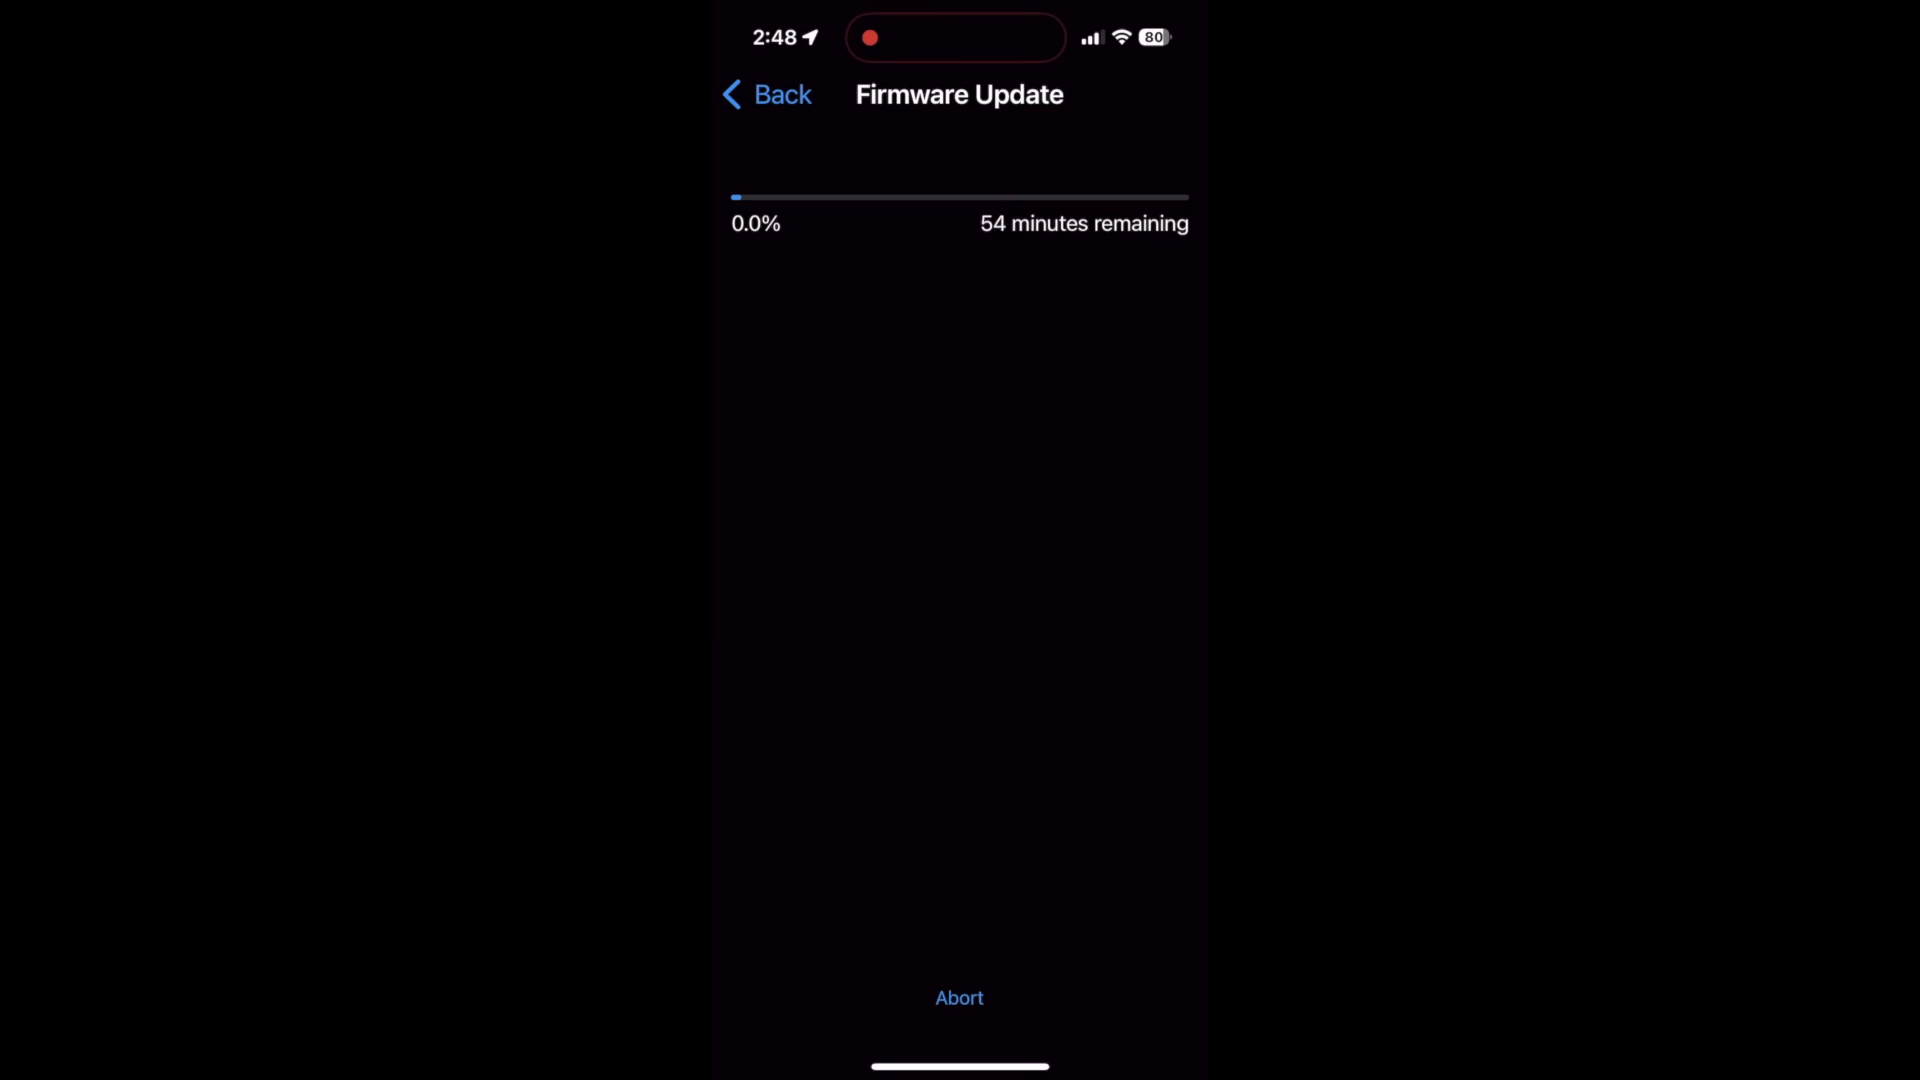 2:48
80
Back
Firmware Update
0.0%
54 minutes remaining
Abort